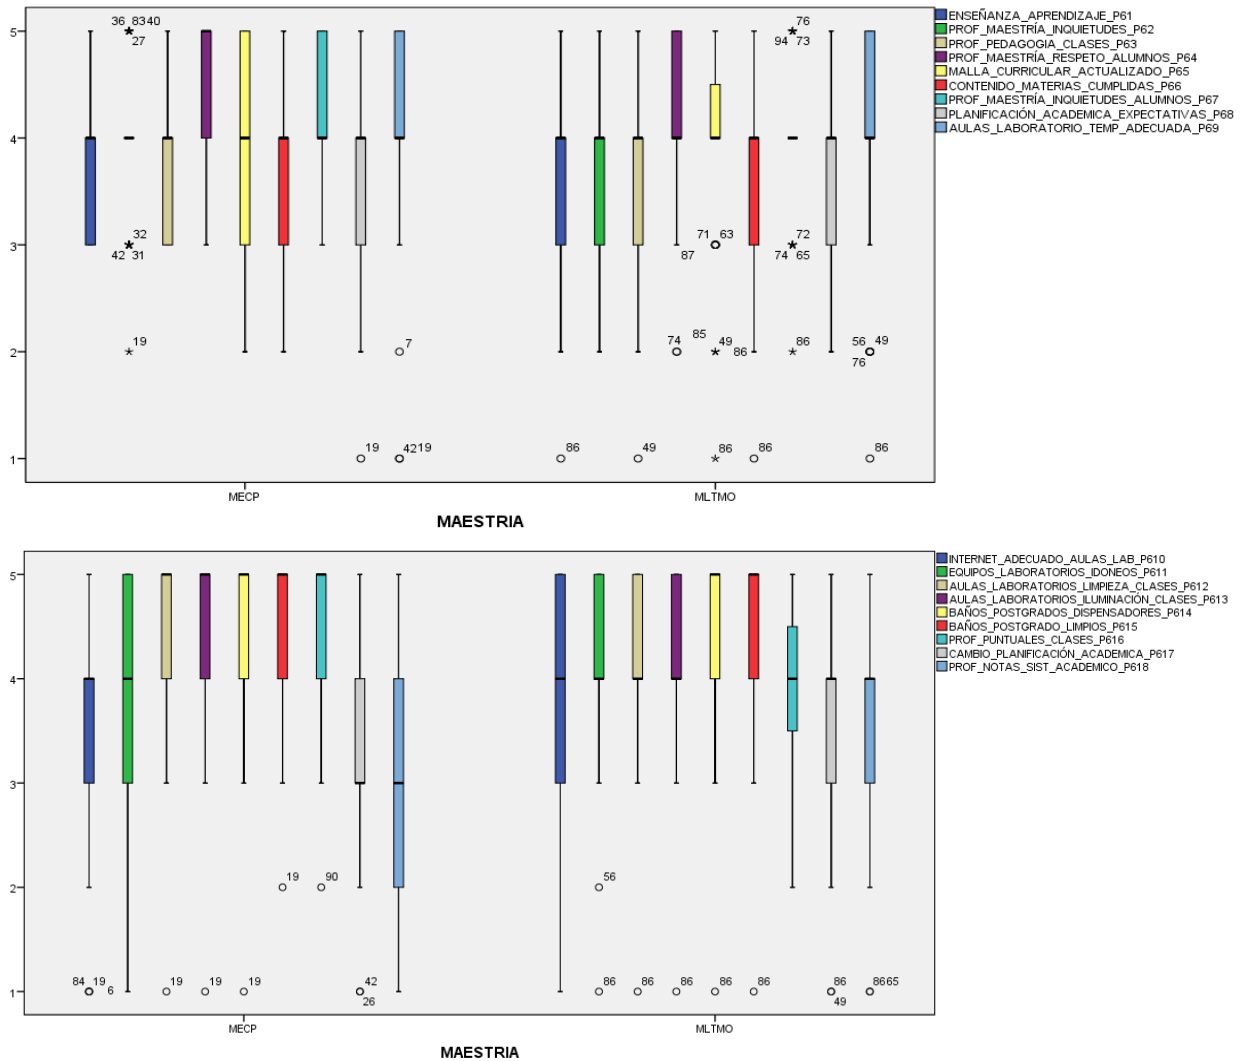 ENSEÑANZA_APRENDIZAJE_P61
PROF_MAESTRÍA_INQUIETUDES_P62
PROF_PEDAGOGIA_CLASES_P63
PROF_MAESTRÍA_RESPETO_ALUMNOS_P64
MALLA_CURRICULAR_ACTUALIZADO_P65
CONTENIDO_MATERIAS_CUMPLIDAS_P66
PROF_MAESTRÍA_INQUIETUDES_ALUMNOS_P67
PLANIFICACIÓN_ACADEMICA_EXPECTATIVAS_P68
AULAS_LABORATORIO_TEMP_ADECUADA_P69
36 8340 76
5 27 94 73
4
32 71 63 72
3
42 31 87 74 65
19 7 74 85 49 86 86 56 49
2
76
19 4219 86 49 86 86 86
1
MECP MLTMO
MAESTRIA
INTERNET_ADECUADO_AULAS_LAB_P610
EQUIPOS_LABORATORIOS_IDONEOS_P611
AULAS_LABORATORIOS_LIMPIEZA_CLASES_P612
AULAS_LABORATORIOS_ILUMINACIÓN_CLASES_P613
BAÑOS_POSTGRADOS_DISPENSADORES_P614
BAÑOS_POSTGRADO_LIMPIOS_P615
PROF_PUNTUALES_CLASES_P616
CAMBIO_PLANIFICACIÓN_ACADEMICA_P617
PROF_NOTAS_SIST_ACADEMICO_P618
5
4
3
19 90 56
2
84 19 19 19 19 42 86 86 86 86 86 86 8665
1 6 26 49
MECP MLTMO
MAESTRIA